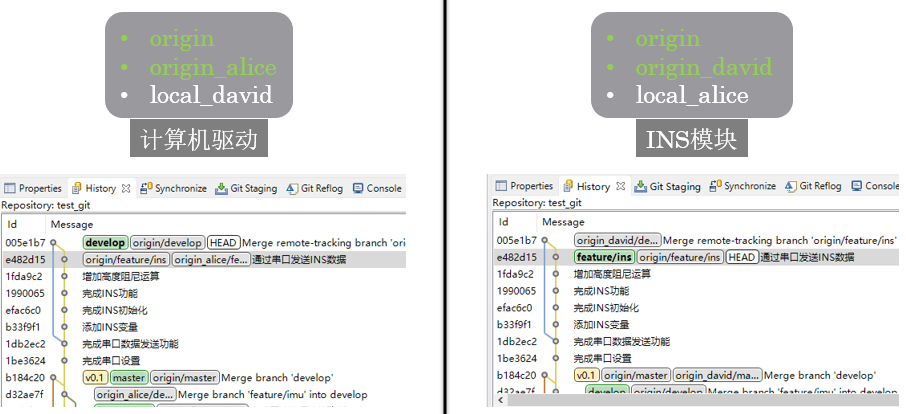 • origin
• origin_alice
• local_david
计算机驱动
Properties History Synchronize Git Staging Git Reflog Console
Repository: test_git
Id Message
005e1b7 develop origin/develop HEAD Merge remote-tracking branch 'ori
e482d15 origin/feature/ins origin_alice/fe... 通过串口发送INS数据
1fda9c2 增加高度阻尼运算
1990065 完成INS功能
efac6c0 完成INS初始化
b33f9f1 添加INS变量
1db2ec2 完成串口数据发送功能
1be3624 完成串口设置
b184c20 v0.1 master origin/master Merge branch 'develop'
d32ae7f origin_alice/de... Merge branch 'feature/imu' into develop
• origin
• origin_david
• local_alice
INS模块
Properties History Git Staging Synchronize Git Reflog Conso
Repository: test_git
Id Message
005e1b7 origin_david/de... Merge remote-tracking branch 'origin/feature/ins'
e482d15 feature/ins origin/feature/ins HEAD 通过串口发送INS数据
1fda9c2 增加高度阻尼运算
1990065 完成INS功能
efac6c0 完成INS初始化
b33f9f1 添加INS变量
1db2ec2 完成串口数据发送功能
1be3624 完成串口设置
b184c20 v0.1 origin/master origin_david/ma... Merge branch 'develop'
d32ae7f develop origin/develop Merge branch 'feature/imu' into develop